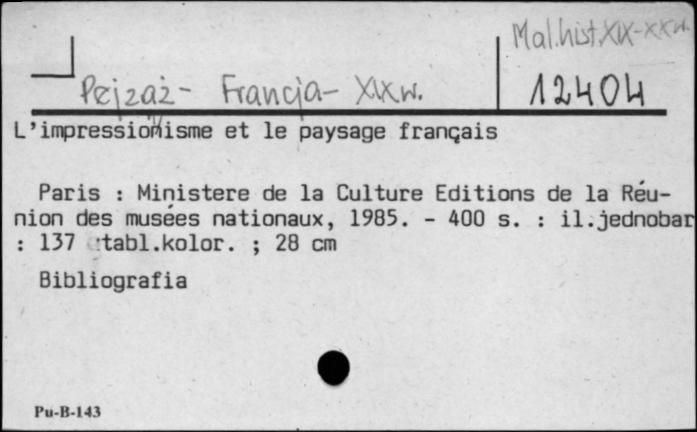 Mal.hist.XIX-XXw.
Pejzaż- Francja- XIXw.
12404
L'impressionisme et le paysage français
Paris : Ministere de la Culture Editions de la Réu-
nion des musées nationaux, 1985. - 400 s. : il.jednobar
: 137 tabl.kolor. ; 28 cm
Bibliografia
Pu-B-143